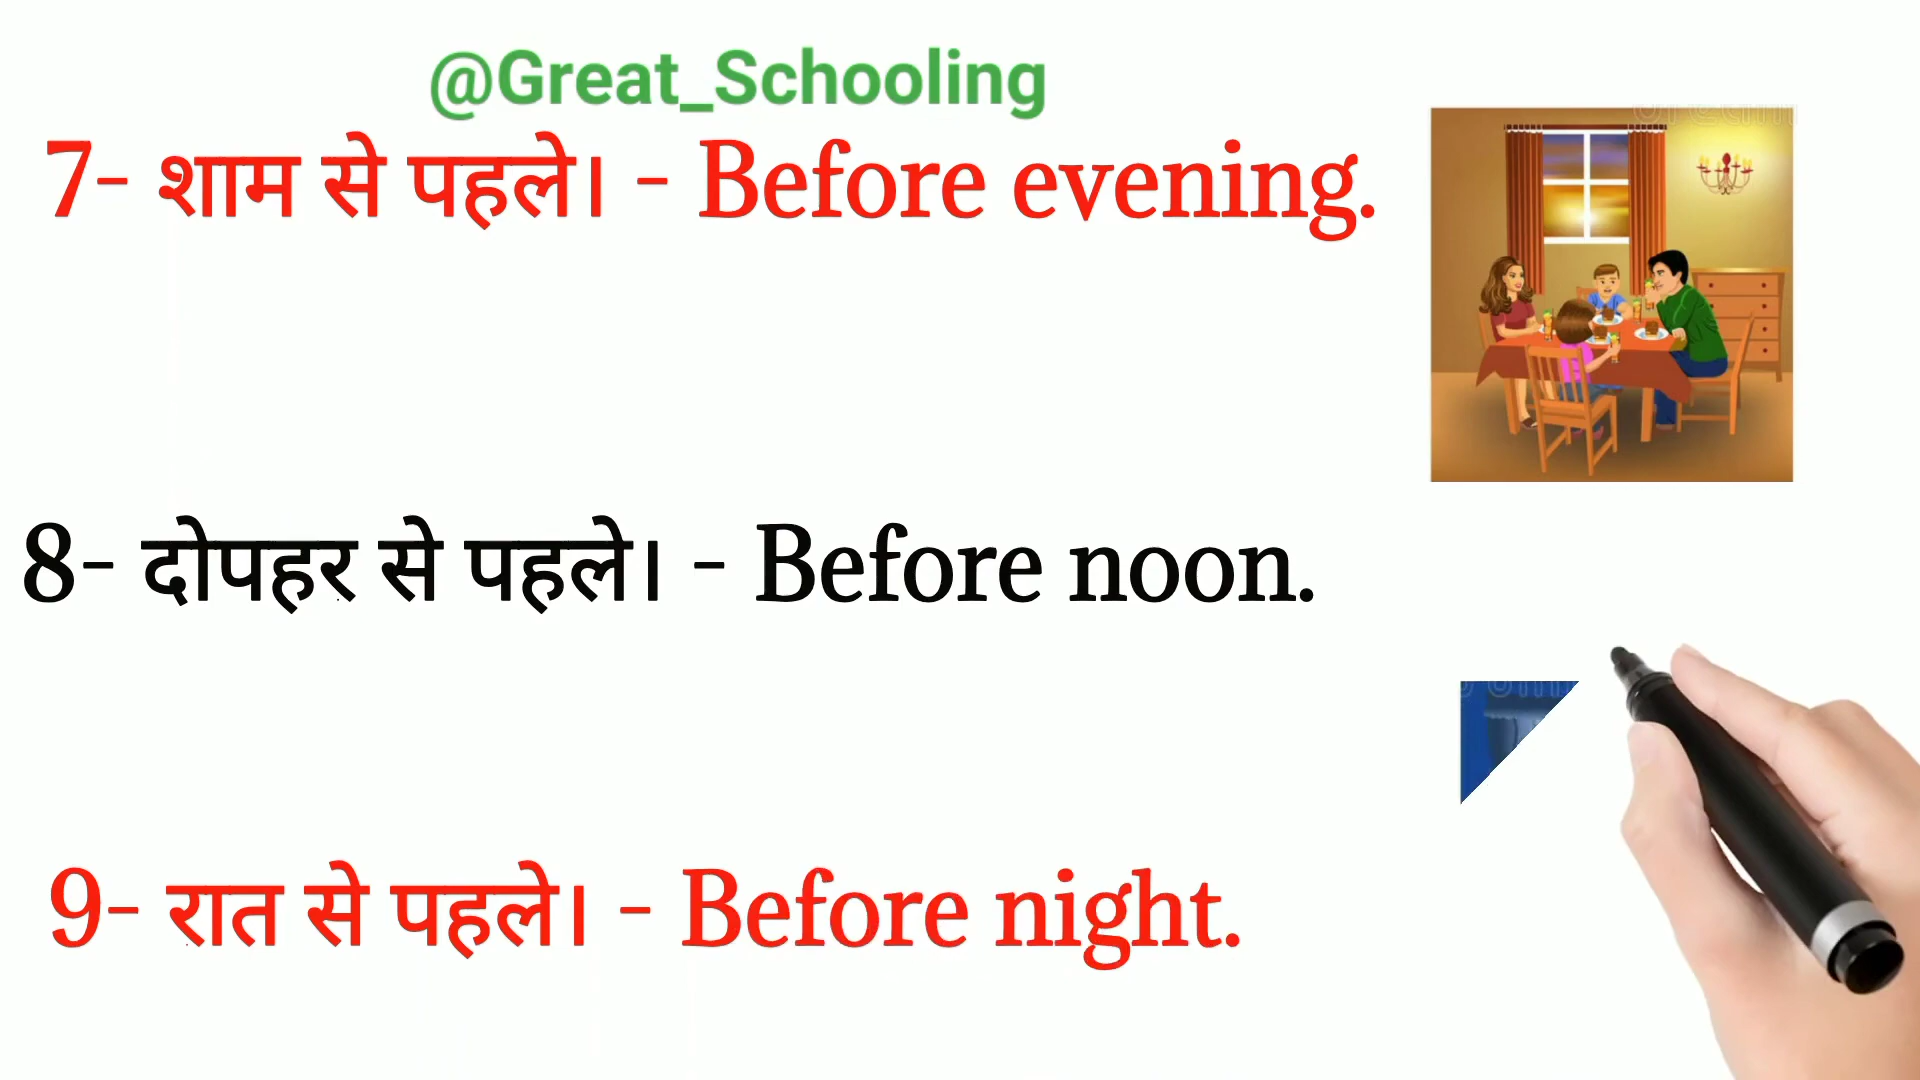 @Great_Schooling
7- शाम से पहले। - Before evening.
8- दोपहर से पहले। - Before noon.
9- रात से पहले। - Before night.